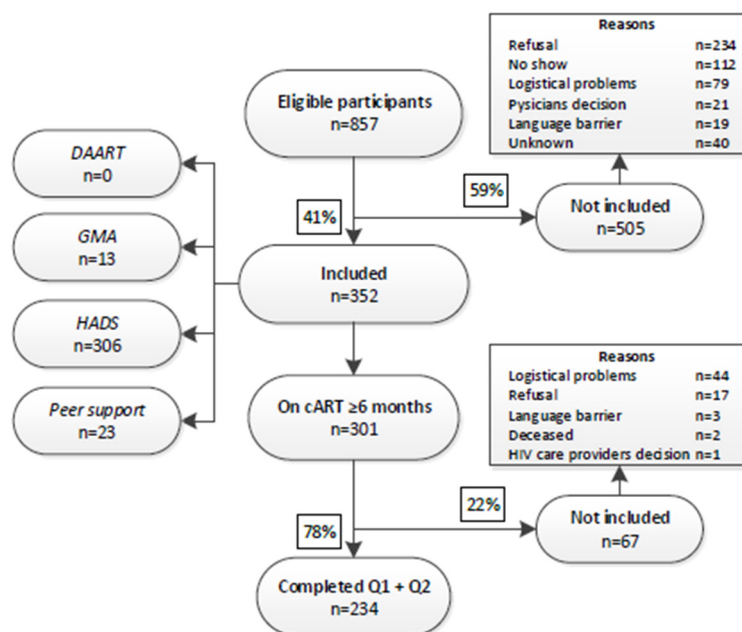 Reasons
Refusal n=234
No show n=112
Logistical problems n=79
Pysicians decision n=21
Language barrier n=19
Unknown n=40
Eligible participants
n=857
59%
41%
Not included
n=505
DAART
n=0
GMA
n=13
HADS
n=306
Peer support
n=23
Included
n=352
On cART ≥6 months
n=301
Reasons
Logistical problems n=44
Refusal n=17
Language barrier n=3
Deceased n=2
HIV care providers decision n=1
22%
78%
Not included
n=67
Completed Q1 + Q2
n=234